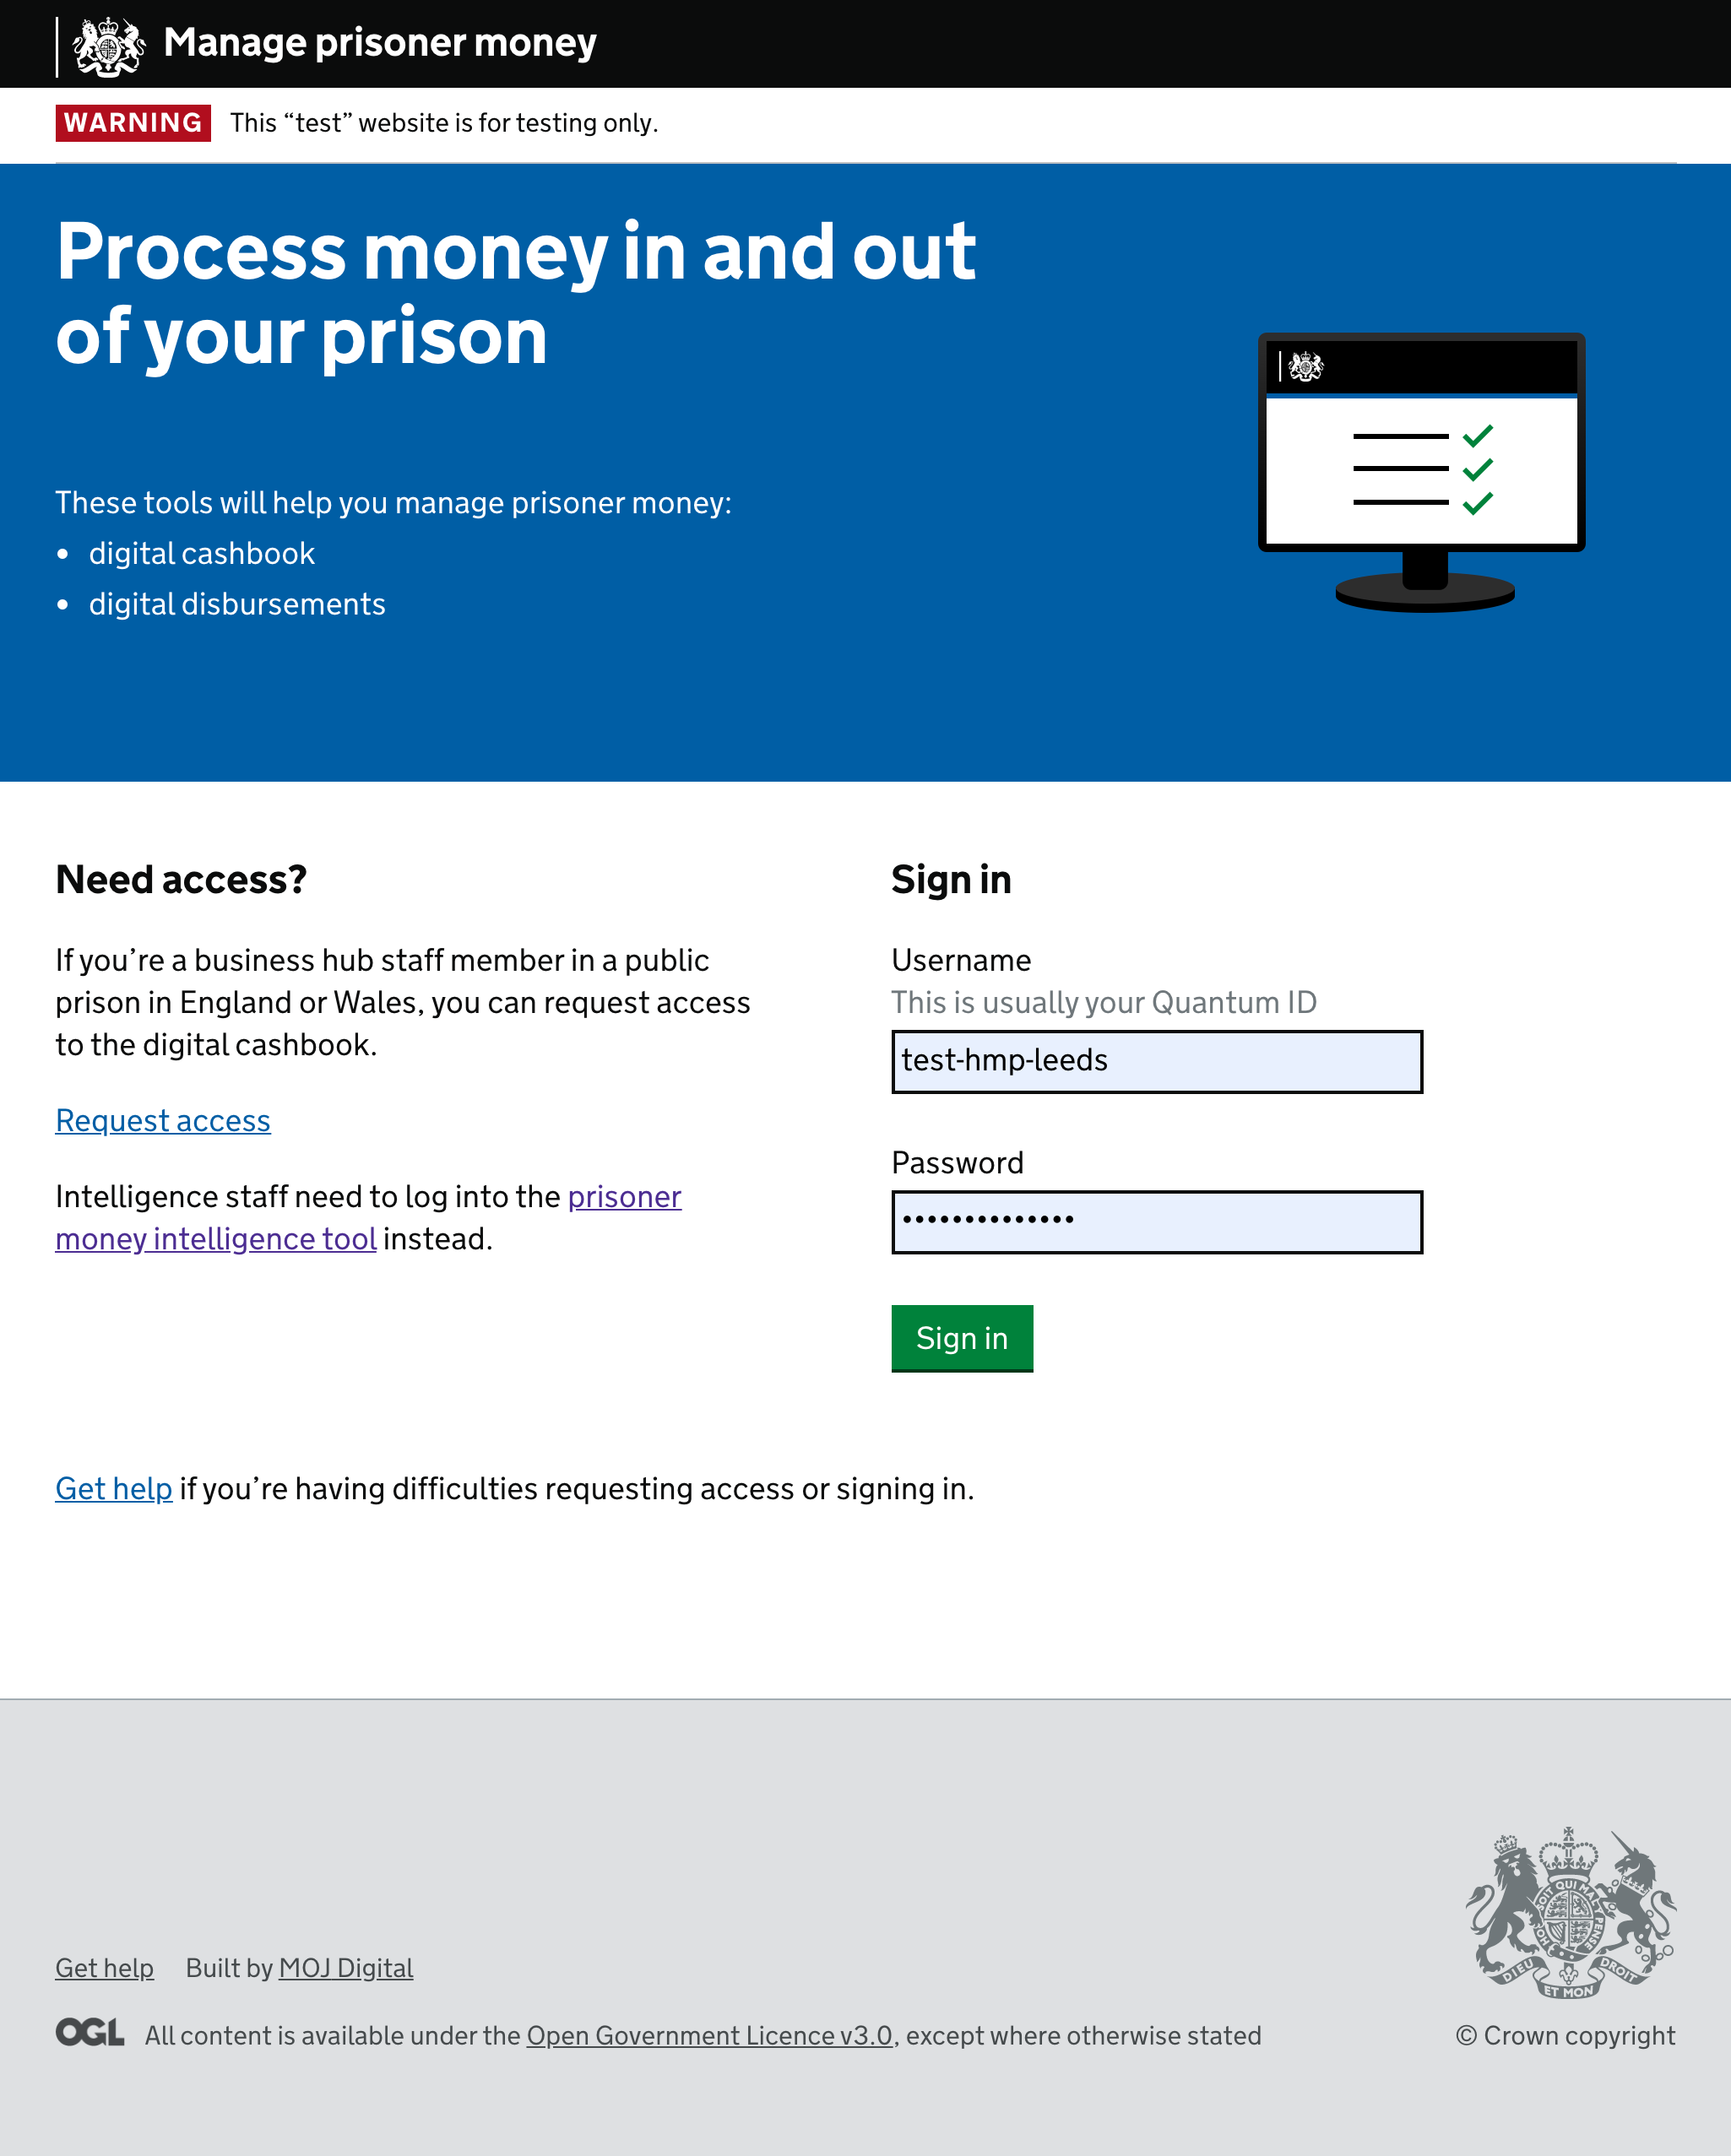 Manage prisoner money
WARNING This “test” website is for testing only.
Process money in and out
of your prison
These tools will help you manage prisoner money:
• digital cashbook
• digital disbursements
Need access?
If you’re a business hub staff member in a public
prison in England or Wales, you can request access
to the digital cashbook.
Request access
Intelligence staff need to log into the prisoner
money intelligence tool instead.
Sign in
Username
This is usually your Quantum ID
test-hmp-leeds
Password
••••••••••••••
Sign in
Get help if you’re having difficulties requesting access or signing in.
Get help Built by MOJ Digital
OGL All content is available under the Open Government Licence v3.0, except where otherwise stated
DIEU ET MON DROIT
© Crown copyright